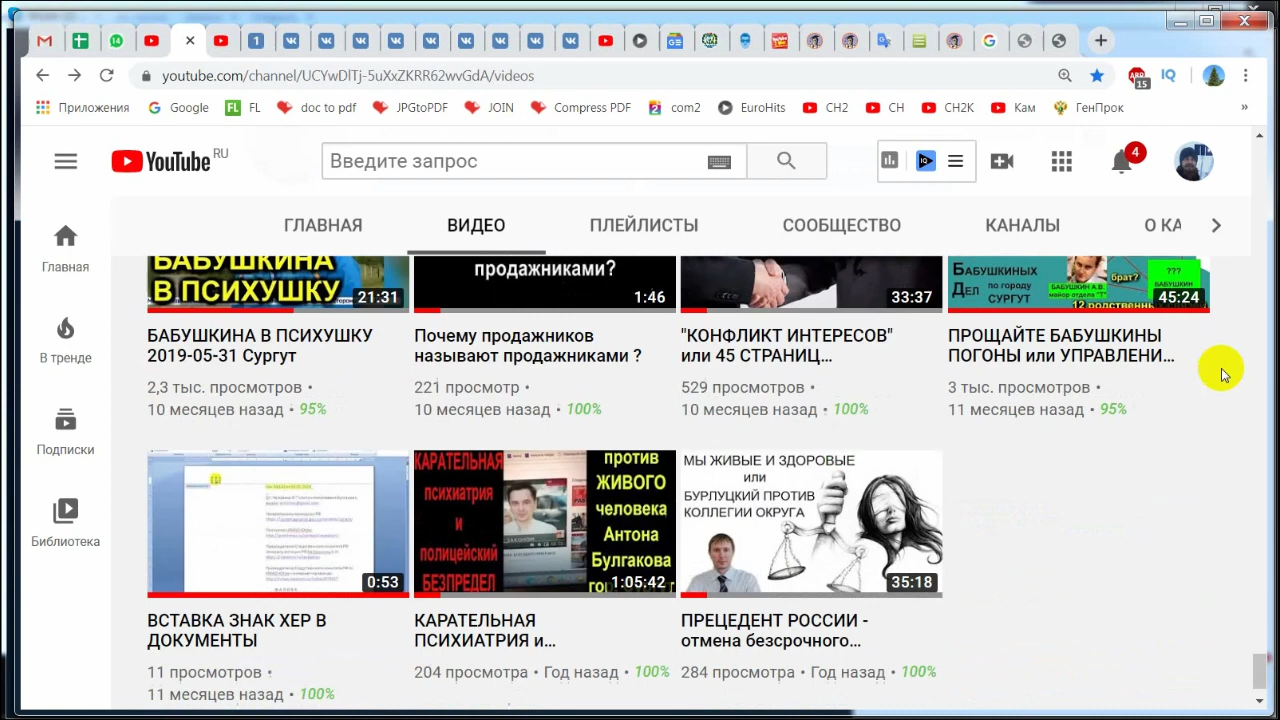 youtube.com/channel/UCYwDlTj-5uXxZKRR62wvGdA/videos
15
Приложения
Google
FL
doc to pdf
JPGtoPDF
JOIN
Compress PDF
com2
EuroHits
CH2
CH
CH2K
Кам
ГенПрок
YouTube RU
Введите запрос
4
ГЛАВНАЯ
ВИДЕО
ПЛЕЙЛИСТЫ
СООБЩЕСТВО
КАНАЛЫ
О КА
Главная
В тренде
Подписки
Библиотека
БАБУШКИНА
В ПСИХУШКУ
21:31
БАБУШКИНА В ПСИХУШКУ
2019-05-31 Сургут
2,3 тыс. просмотров •
10 месяцев назад • 95%
продажниками?
1:46
Почему продажников
называют продажниками ?
221 просмотр •
10 месяцев назад • 100%
33:37
"КОНФЛИКТ ИНТЕРЕСОВ"
или 45 СТРАНИЦ...
529 просмотров •
10 месяцев назад • 100%
БАБУШКИНЫХ
ДЕЛ
по городу
СУРГУТ
брат?
???
БАБУШКИН А.В.
майор отдела "Т"
45:24
ПРОЩАЙТЕ БАБУШКИНЫ
ПОГОНЫ или УПРАВЛЕНИ...
3 тыс. просмотров •
11 месяцев назад • 95%
0:53
ВСТАВКА ЗНАК ХЕР В
ДОКУМЕНТЫ
11 просмотров •
11 месяцев назад • 100%
КАРАТЕЛЬНАЯ
психиатрия
и
полицейский
БЕЗПРЕДЕЛ
против
ЖИВОГО
человека
Антона
Булгакова
1:05:42
КАРАТЕЛЬНАЯ
ПСИХИАТРИЯ и...
204 просмотра • Год назад • 100%
МЫ ЖИВЫЕ И ЗДОРОВЫЕ
или
БУРЛУЦКИЙ ПРОТИВ
КОЛЛЕГИИ ОКРУГА
35:18
ПРЕЦЕДЕНТ РОССИИ -
отмена безсрочного...
284 просмотра • Год назад • 100%